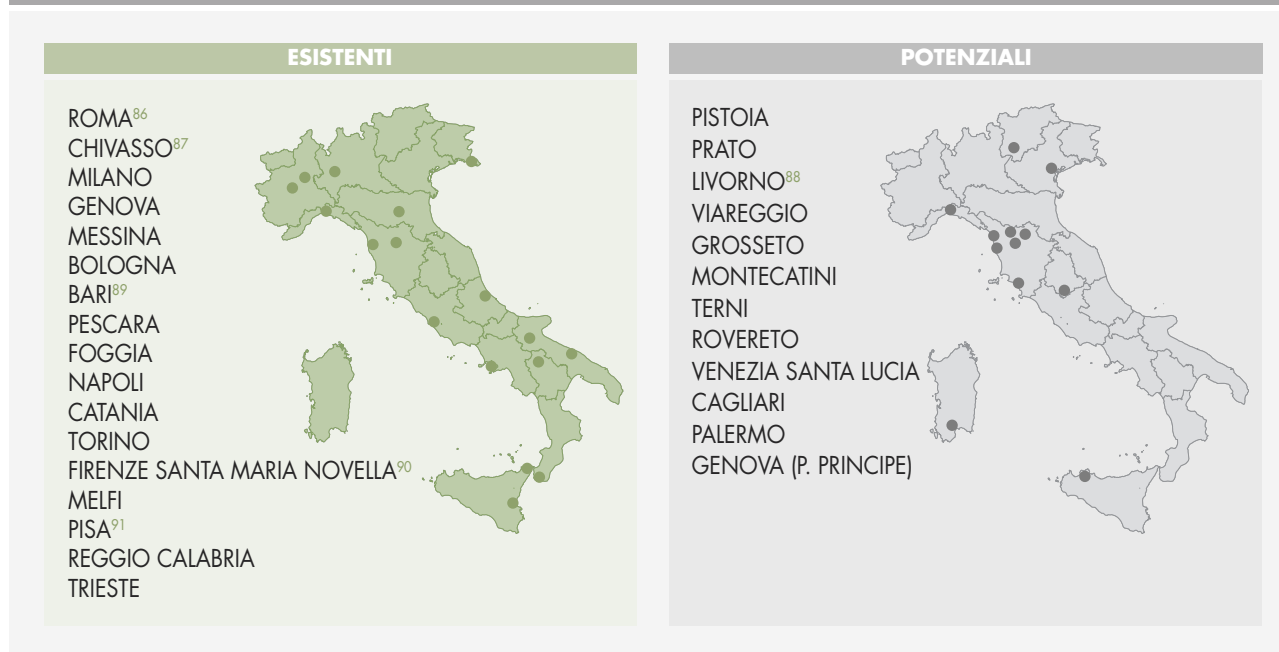 ESISTENTI
ROMA86
CHIVASSO87
MILANO
GENOVA
MESSINA
BOLOGNA
BARI89
PESCARA
FOGGIA
NAPOLI
CATANIA
TORINO
FIRENZE SANTA MARIA NOVELLA90
MELFI
PISA91
REGGIO CALABRIA
TRIESTE
POTENZIALI
PISTOIA
PRATO
LIVORNO88
VIAREGGIO
GROSSETO
MONTECATINI
TERNI
ROVERETO
VENEZIA SANTA LUCIA
CAGLIARI
PALERMO
GENOVA (P. PRINCIPE)